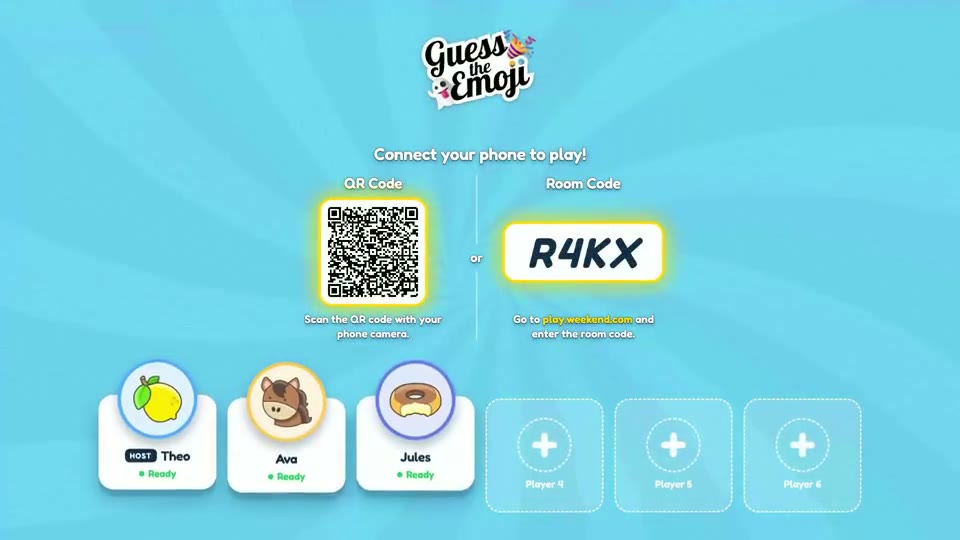 Guess
the
Emoji
Connect your phone to play!
QR Code
Room Code
or
R4KX
Scan the QR code with your
phone camera.
Go to play.weekend.com and
enter the room code.
HOST Theo
Ready
Ava
Ready
Jules
Ready
Player 4
Player 5
Player 6